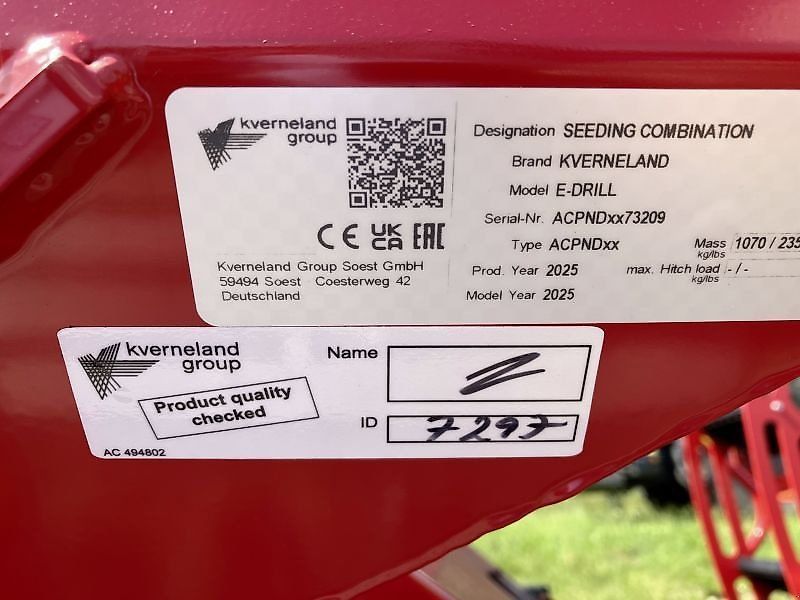 kverneland
group
CE UK
CA EAC
Kverneland Group Soest GmbH
59494 Soest Coesterweg 42
Deutschland
Designation SEEDING COMBINATION
Brand KVERNELAND
Model E-DRILL
Serial-Nr. ACPNDxx73209
Type ACPNDxx
Mass 1070 / 235
kg/lbs
Prod. Year 2025
max. Hitch load - / -
kg/lbs
Model Year 2025
kverneland
group
Product quality
checked
AC 494802
Name
ID 7297